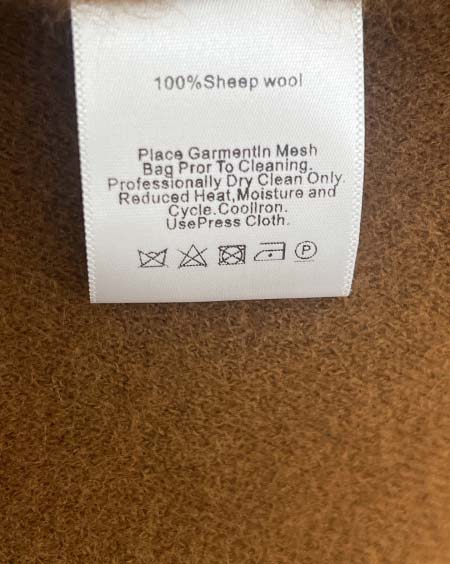 100%Sheep wool
Place GarmentIn Mesh
Bag Pror To Cleaning.
Professionally Dry Clean Only.
Reduced Heat,Moisture and
Cycle.CoolIron.
UsePress Cloth.
P